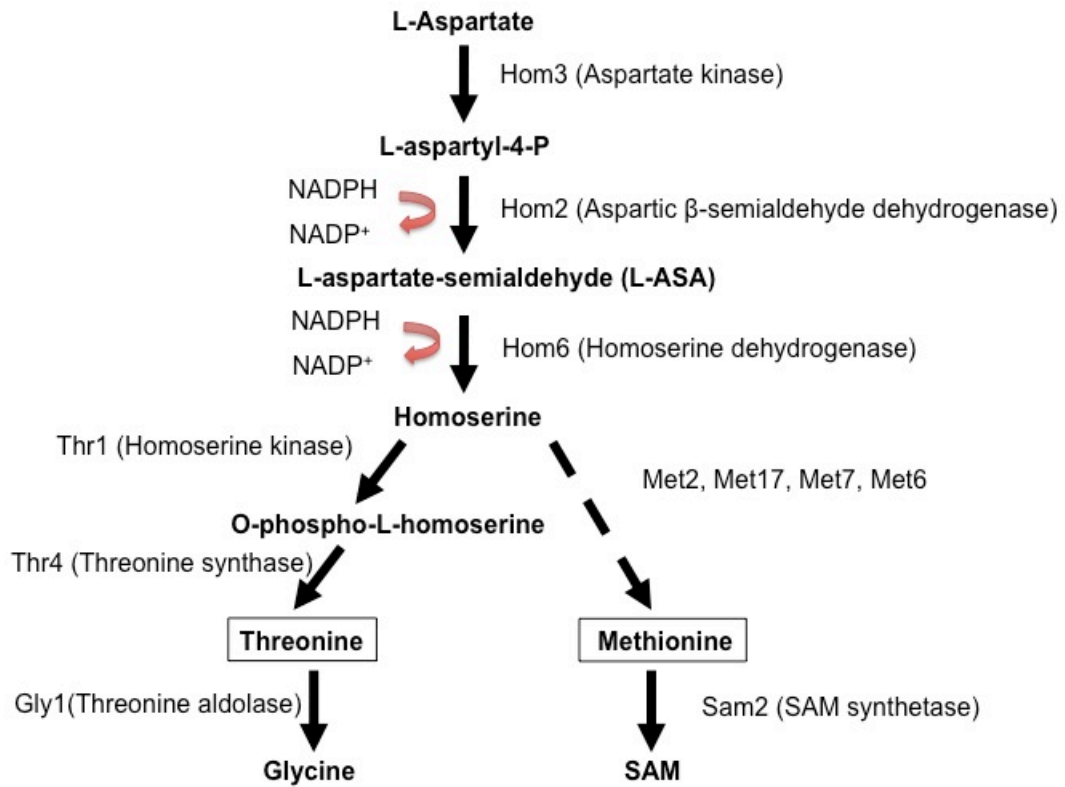 L-Aspartate
Hom3 (Aspartate kinase)
L-aspartyl-4-P
NADPH
Hom2 (Aspartic β-semialdehyde dehydrogenase)
NADP⁺
L-aspartate-semialdehyde (L-ASA)
NADPH
Hom6 (Homoserine dehydrogenase)
NADP⁺
Homoserine
Thr1 (Homoserine kinase)
Met2, Met17, Met7, Met6
O-phospho-L-homoserine
Thr4 (Threonine synthase)
Threonine
Methionine
Gly1(Threonine aldolase)
Sam2 (SAM synthetase)
Glycine
SAM